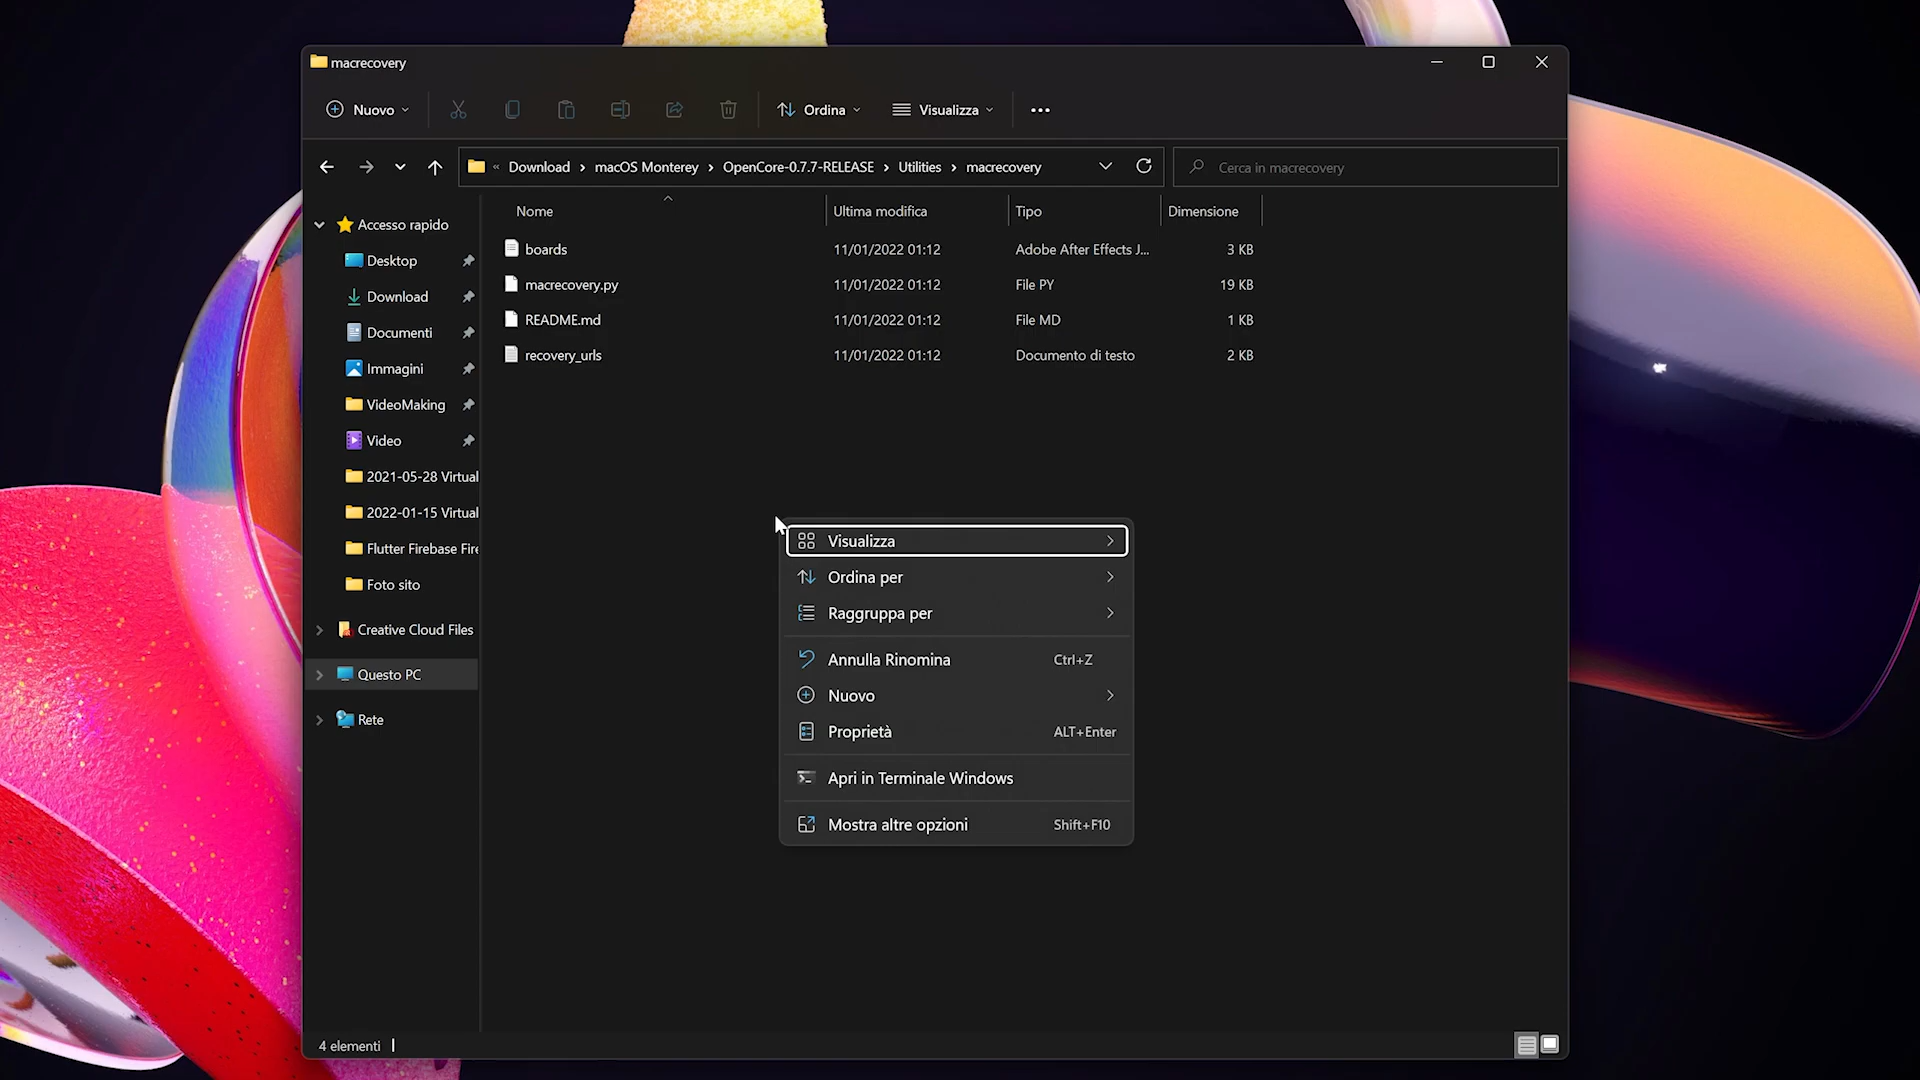 macrecovery
Nuovo
Ordina
Visualizza
« Download > macOS Monterey > OpenCore-0.7.7-RELEASE > Utilities > macrecovery
Cerca in macrecovery
Nome Ultima modifica Tipo Dimensione
boards 11/01/2022 01:12 Adobe After Effects J... 3 KB
macrecovery.py 11/01/2022 01:12 File PY 19 KB
README.md 11/01/2022 01:12 File MD 1 KB
recovery_urls 11/01/2022 01:12 Documento di testo 2 KB
Accesso rapido
Desktop
Download
Documenti
Immagini
VideoMaking
Video
2021-05-28 Virtual
2022-01-15 Virtual
Flutter Firebase Fire
Foto sito
Creative Cloud Files
Questo PC
Rete
Visualizza
Ordina per
Raggruppa per
Annulla Rinomina Ctrl+Z
Nuovo
Proprietà ALT+Enter
Apri in Terminale Windows
Mostra altre opzioni Shift+F10
4 elementi